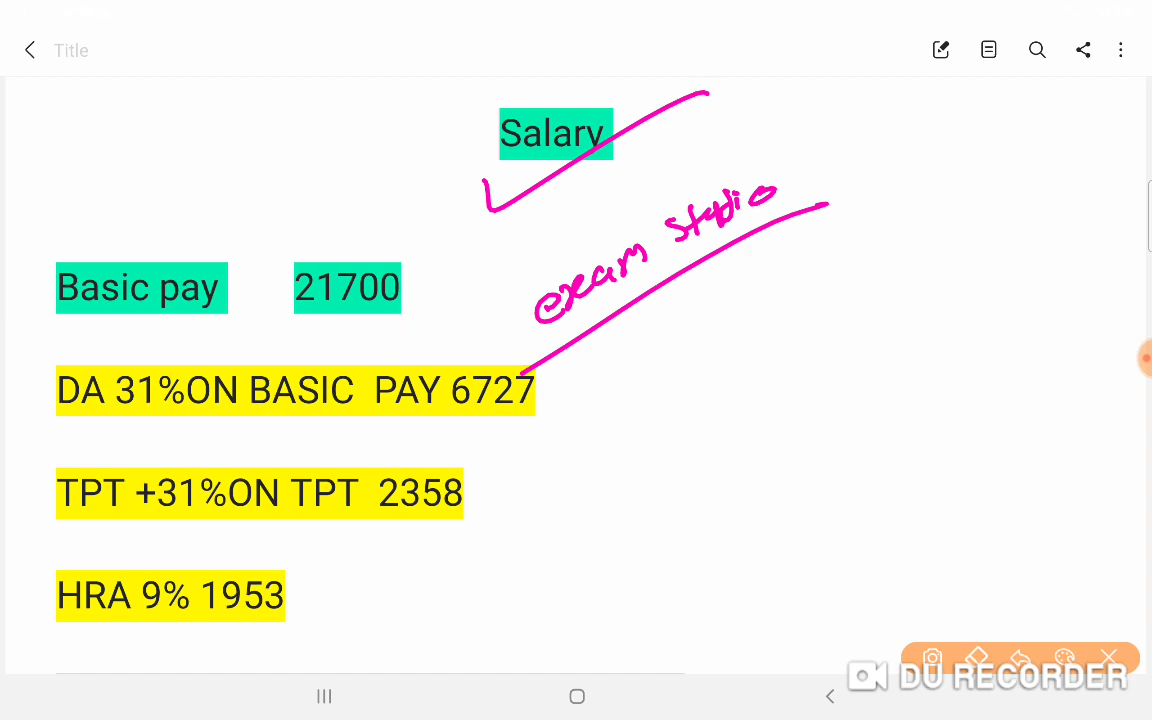 Title
Salary
exam studio
Basic pay 21700
DA 31%ON BASIC PAY 6727
TPT +31%ON TPT 2358
HRA 9% 1953
DU RECORDER